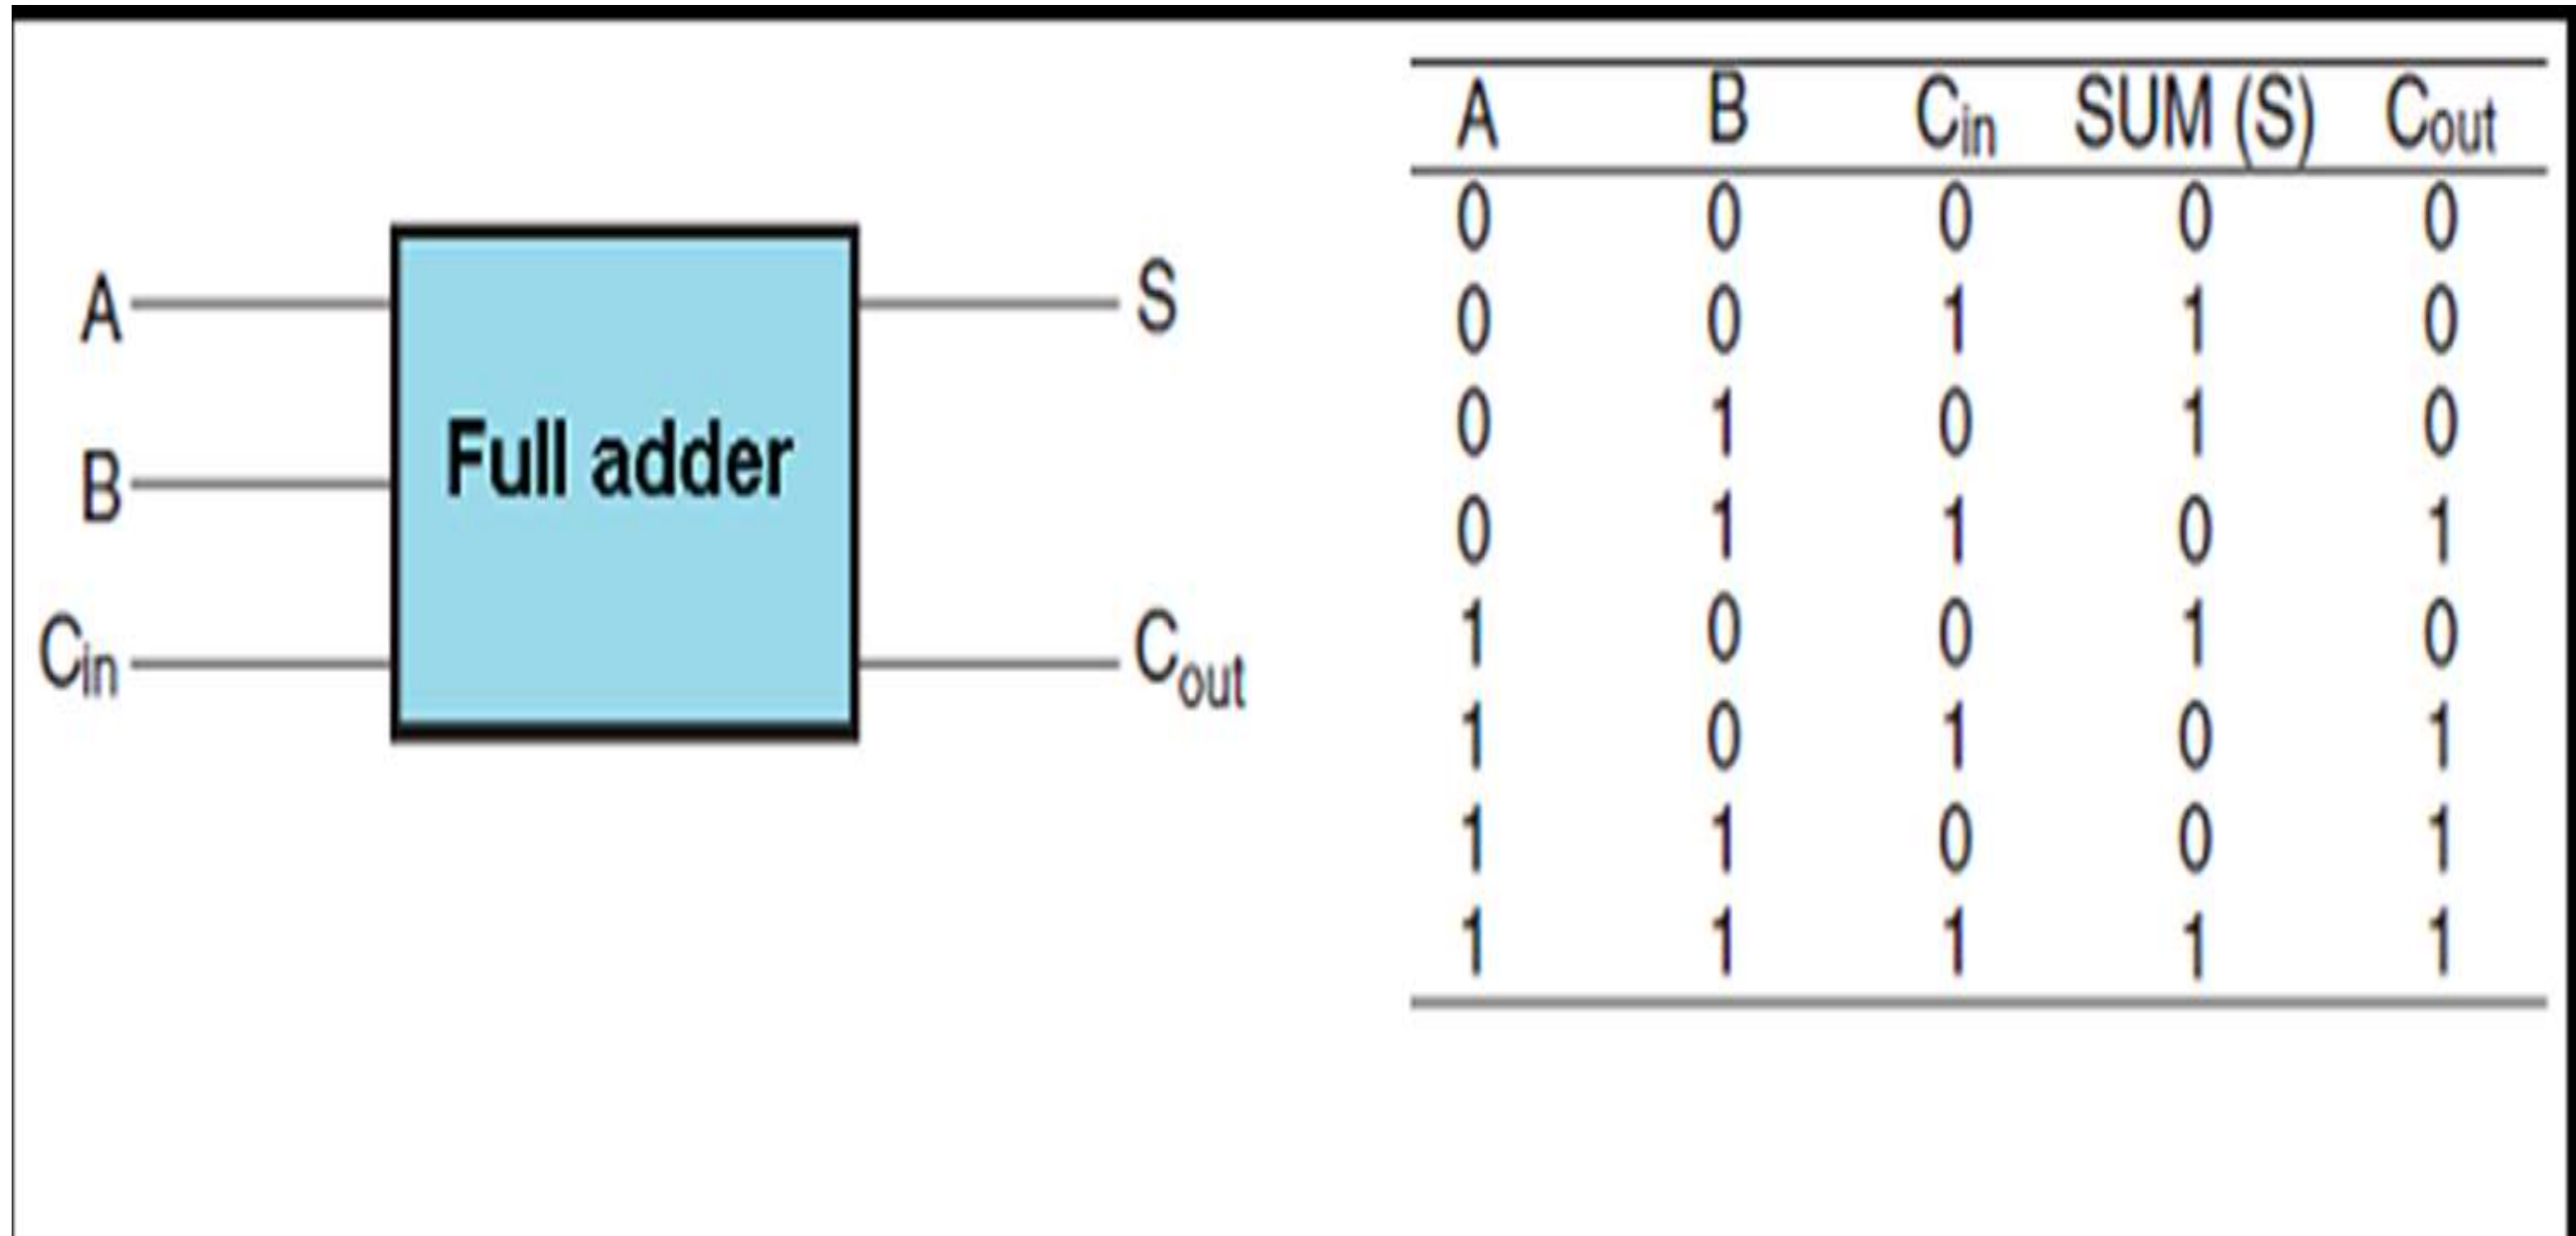 A
B
Cin
Full adder
S
Cout
A B Cin SUM (S) Cout
0 0 0 0 0
0 0 1 1 0
0 1 0 1 0
0 1 1 0 1
1 0 0 1 0
1 0 1 0 1
1 1 0 0 1
1 1 1 1 1